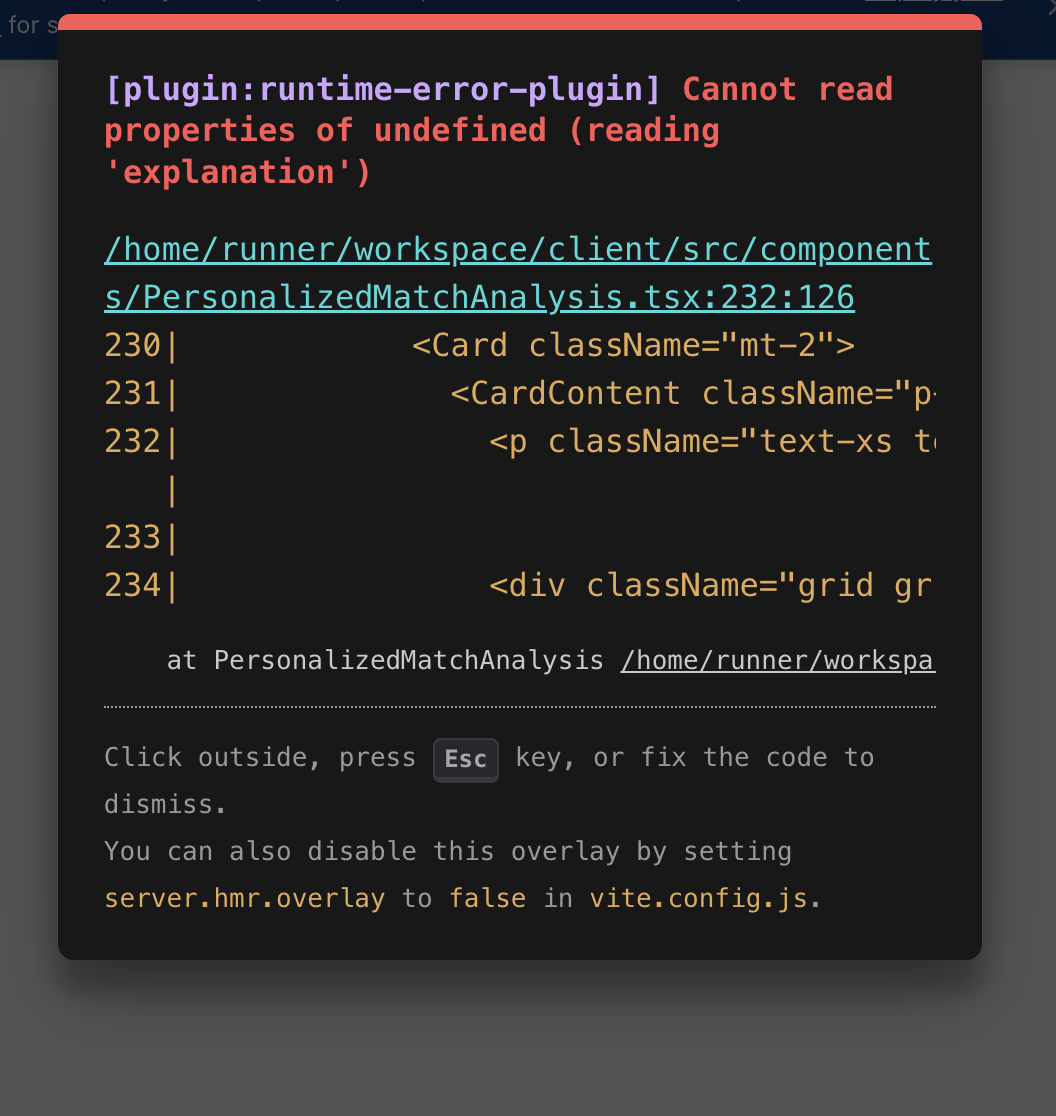 for s
[plugin:runtime-error-plugin] Cannot read
properties of undefined (reading
'explanation')
/home/runner/workspace/client/src/component
s/PersonalizedMatchAnalysis.tsx:232:126
230|            <Card className="mt-2">
231|              <CardContent className="p-
232|                <p className="text-xs te
   |
233|
234|                <div className="grid gr
at PersonalizedMatchAnalysis /home/runner/workspa
Click outside, press Esc key, or fix the code to
dismiss.
You can also disable this overlay by setting
server.hmr.overlay to false in vite.config.js.